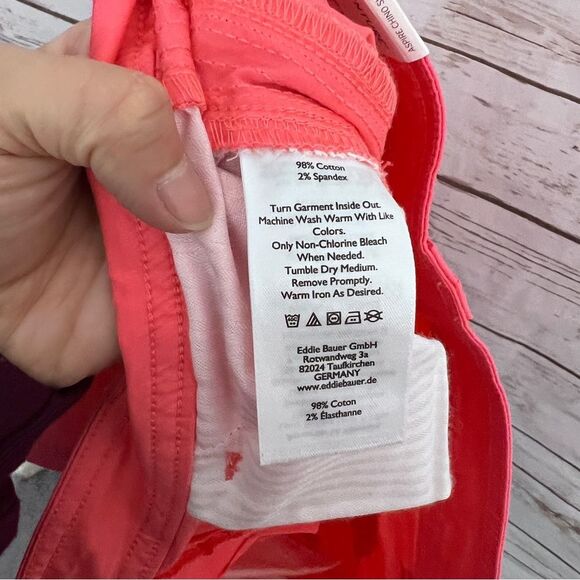 ASPIRE CHINO S
98% Cotton
2% Spandex
Turn Garment Inside Out.
Machine Wash Warm With Like
Colors.
Only Non-Chlorine Bleach
When Needed.
Tumble Dry Medium.
Remove Promptly.
Warm Iron As Desired.
Eddie Bauer GmbH
Rotwandweg 3a
82024 Taufkirchen
GERMANY
www.eddiebauer.de
98% Coton
2% Élasthanne